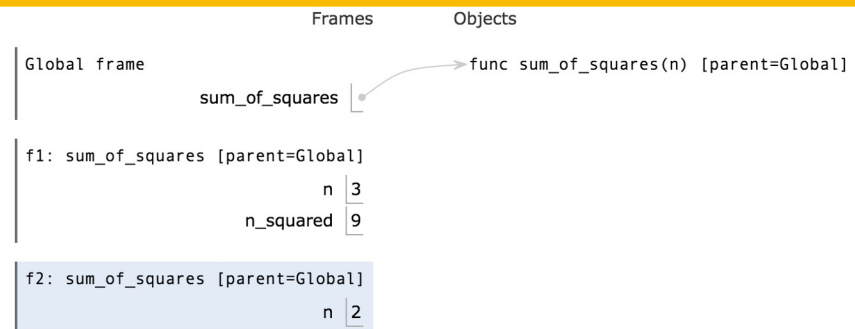 Frames Objects
Global frame func sum_of_squares(n) [parent=Global]
sum_of_squares
f1: sum_of_squares [parent=Global]
n 3
n_squared 9
f2: sum_of_squares [parent=Global]
n 2